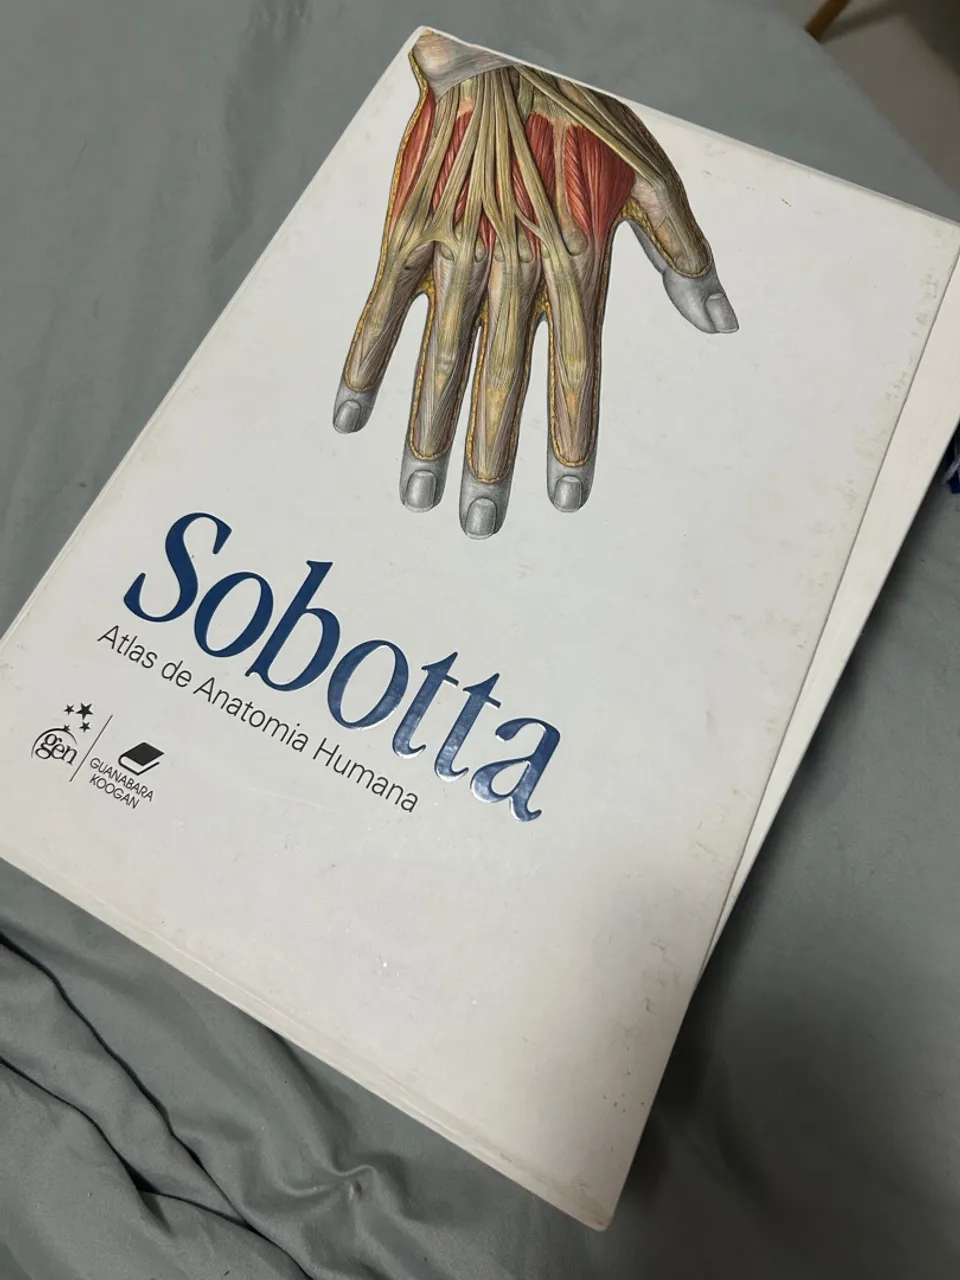 Sobotta
Atlas de Anatomia Humana
gen
GUANABARA
KOOGAN